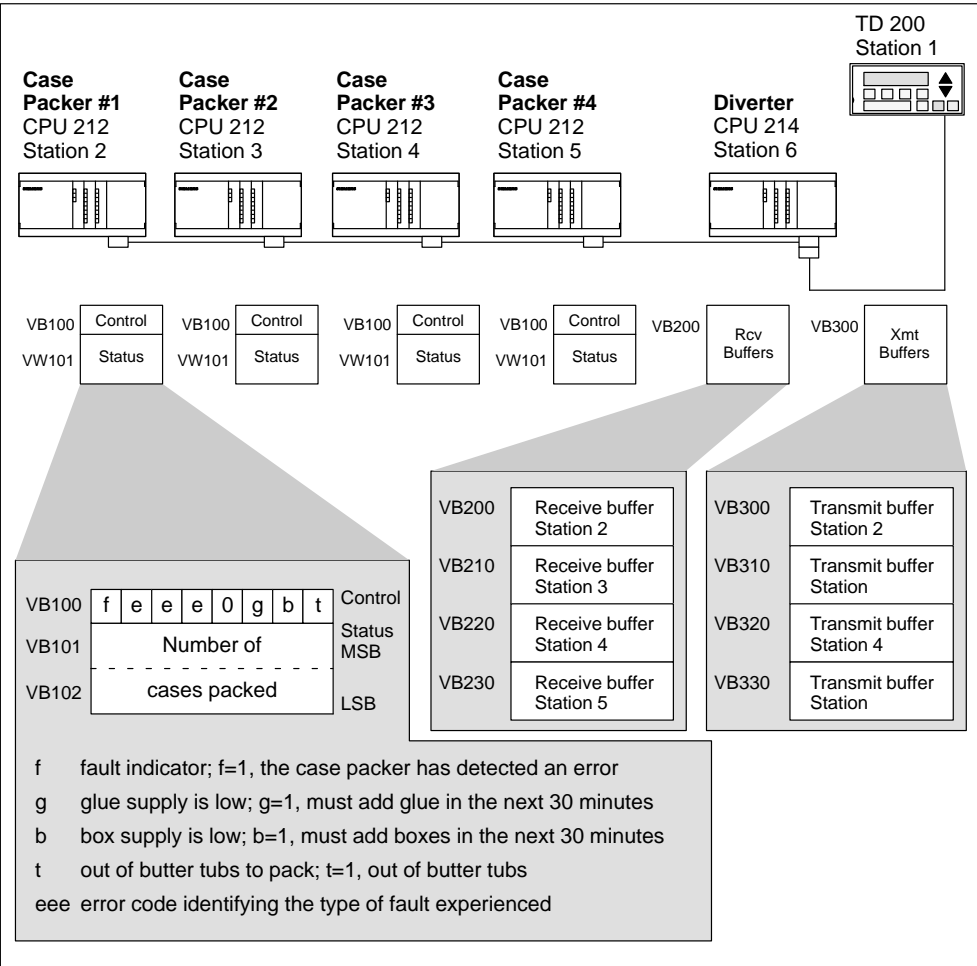 TD 200
Station 1
Case
Packer #1
CPU 212
Station 2
Case
Packer #2
CPU 212
Station 3
Case
Packer #3
CPU 212
Station 4
Case
Packer #4
CPU 212
Station 5
Diverter
CPU 214
Station 6
VB100 Control
VW101 Status
VB100 Control
VW101 Status
VB100 Control
VW101 Status
VB100 Control
VW101 Status
VB200 Rcv
Buffers
VB300 Xmt
Buffers
VB200 Receive buffer
Station 2
VB210 Receive buffer
Station 3
VB220 Receive buffer
Station 4
VB230 Receive buffer
Station 5
VB300 Transmit buffer
Station 2
VB310 Transmit buffer
Station
VB320 Transmit buffer
Station 4
VB330 Transmit buffer
Station
VB100 f e e e 0 g b t Control
VB101 Number of Status
MSB
VB102 cases packed
LSB
f fault indicator; f=1, the case packer has detected an error
g glue supply is low; g=1, must add glue in the next 30 minutes
b box supply is low; b=1, must add boxes in the next 30 minutes
t out of butter tubs to pack; t=1, out of butter tubs
eee error code identifying the type of fault experienced